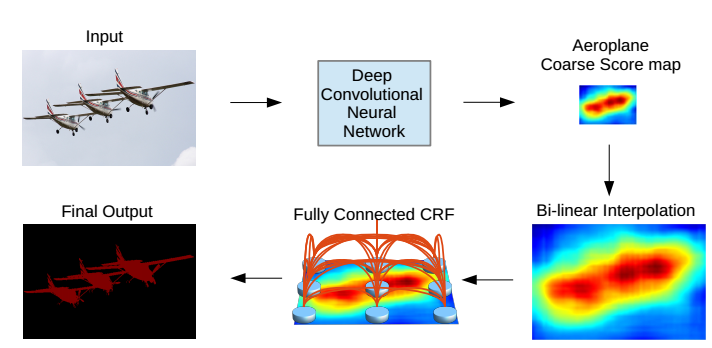 Input
Deep
Convolutional
Neural
Network
Aeroplane
Coarse Score map
Final Output
Fully Connected CRF
Bi-linear Interpolation